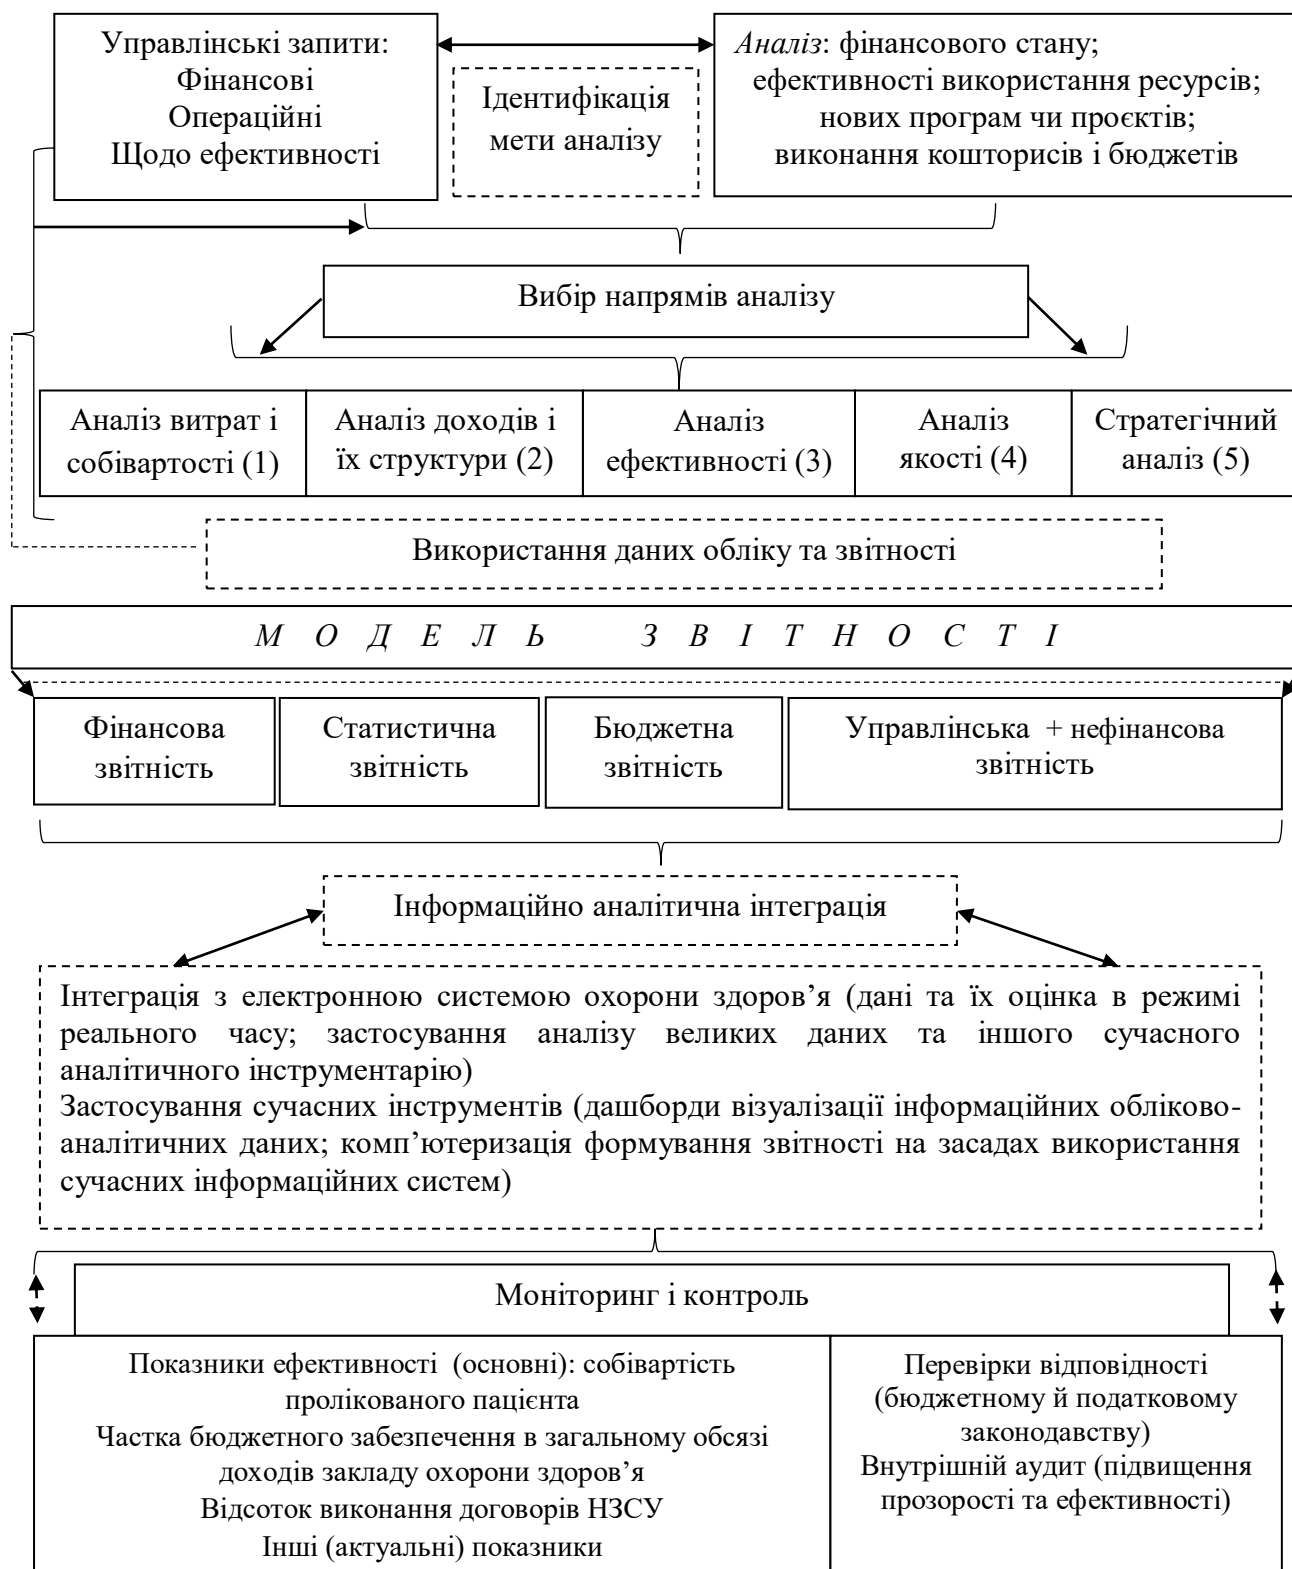 Управлінські запити:
Фінансові
Операційні
Щодо ефективності
Ідентифікація
мети аналізу
Аналіз: фінансового стану;
ефективності використання ресурсів;
нових програм чи проєктів;
виконання кошторисів і бюджетів
Вибір напрямів аналізу
Аналіз витрат і
собівартості (1)
Аналіз доходів і
їх структури (2)
Аналіз
ефективності (3)
Аналіз
якості (4)
Стратегічний
аналіз (5)
Використання даних обліку та звітності
М О Д Е Л Ь З В І Т Н О С Т І
Фінансова
звітність
Статистична
звітність
Бюджетна
звітність
Управлінська + нефінансова
звітність
Інформаційно аналітична інтеграція
Інтеграція з електронною системою охорони здоров’я (дані та їх оцінка в режимі
реального часу; застосування аналізу великих даних та іншого сучасного
аналітичного інструментарію)
Застосування сучасних інструментів (дашборди візуалізації інформаційних обліково-
аналітичних даних; комп’ютеризація формування звітності на засадах використання
сучасних інформаційних систем)
Моніторинг і контроль
Показники ефективності (основні): собівартість
пролікованого пацієнта
Частка бюджетного забезпечення в загальному обсязі
доходів закладу охорони здоров’я
Відсоток виконання договорів НЗСУ
Інші (актуальні) показники
Перевірки відповідності
(бюджетному й податковому
законодавству)
Внутрішній аудит (підвищення
прозорості та ефективності)